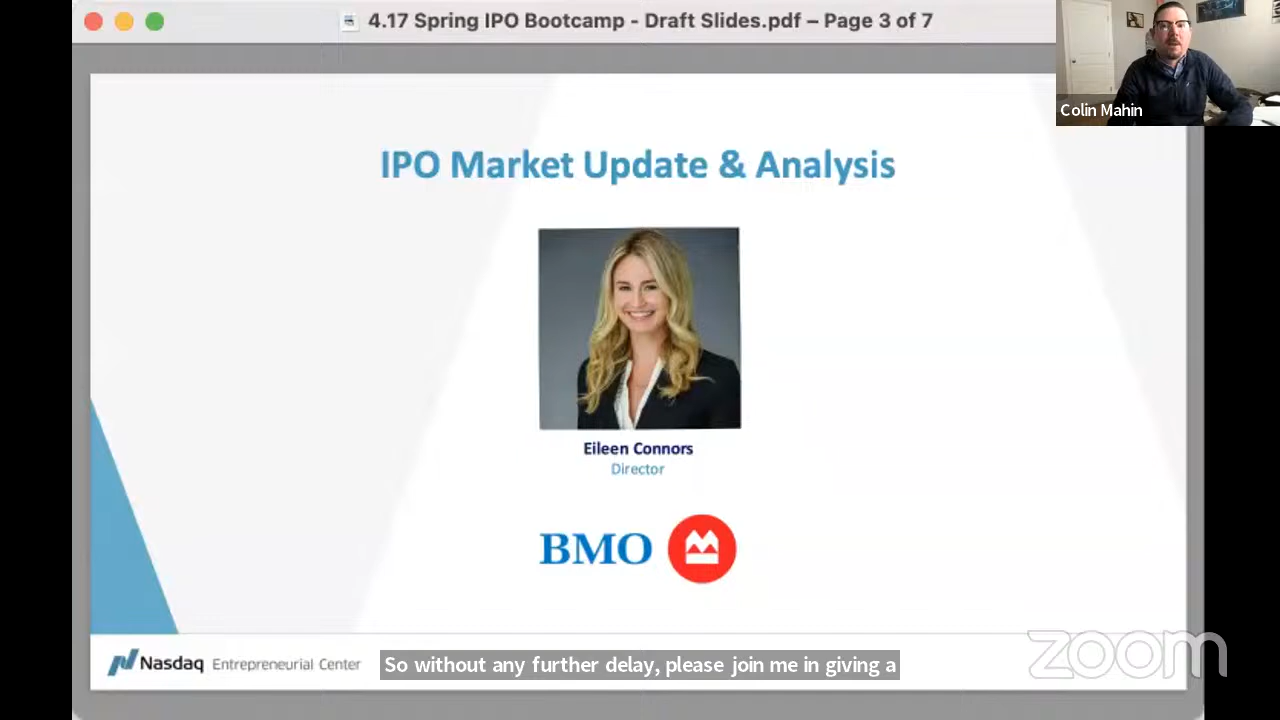 4.17 Spring IPO Bootcamp - Draft Slides.pdf – Page 3 of 7
Colin Mahin
IPO Market Update & Analysis
Eileen Connors
Director
BMO
Nasdaq Entrepreneurial Center
So without any further delay, please join me in giving a
zoom